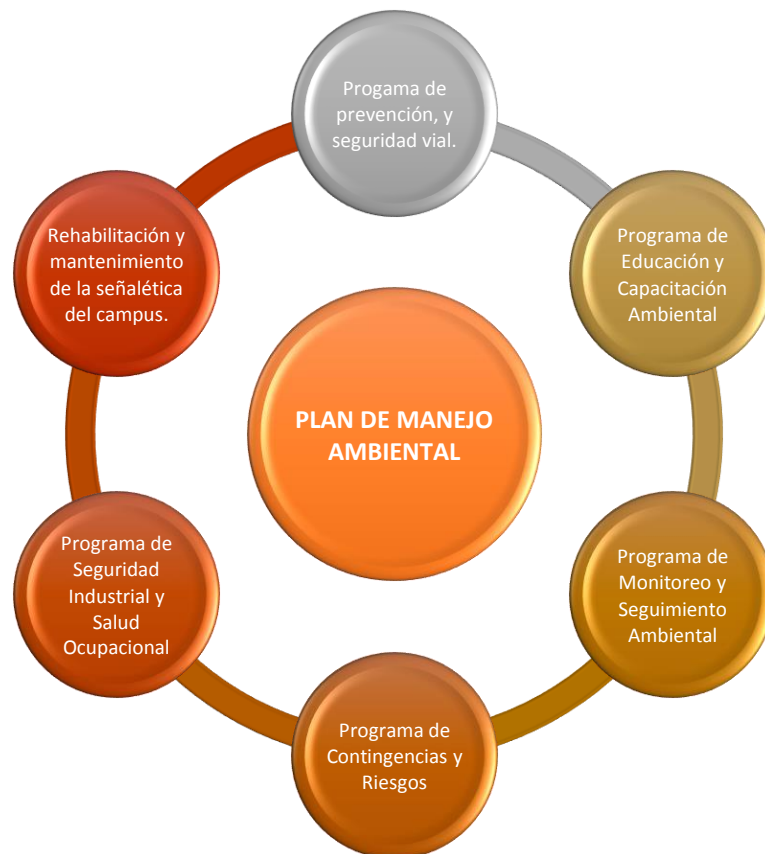 Progama de
prevención, y
seguridad vial.
Programa de
Educación y
Capacitación
Ambiental
Programa de
Monitoreo y
Seguimiento
Ambiental
Programa de
Contingencias y
Riesgos
Programa de
Seguridad
Industrial y
Salud
Ocupacional
Rehabilitación y
mantenimiento
de la señalética
del campus.
PLAN DE MANEJO
AMBIENTAL